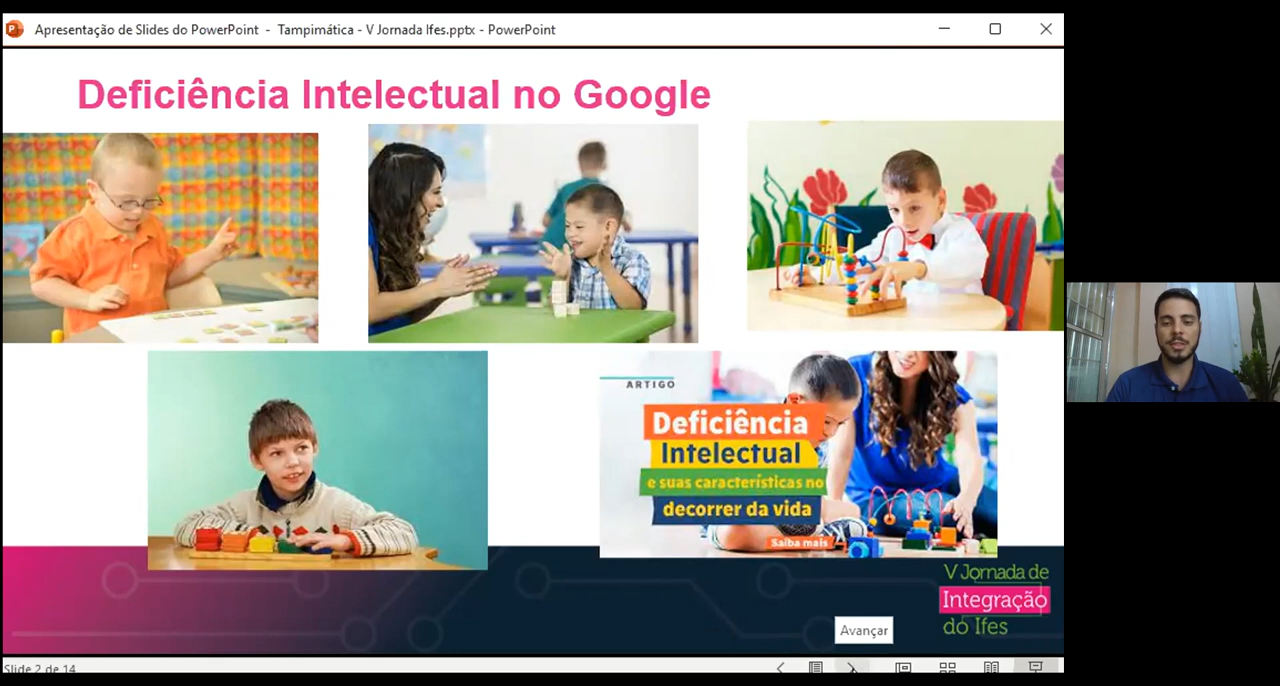 Apresentação de Slides do PowerPoint - Tampimática - V Jornada Ifes.pptx - PowerPoint
Deficiência Intelectual no Google
ARTIGO
Deficiência
Intelectual
e suas características no
decorrer da vida
Saiba mais
V Jornada de
Integração
do Ifes
Avançar
Slide 2 de 14